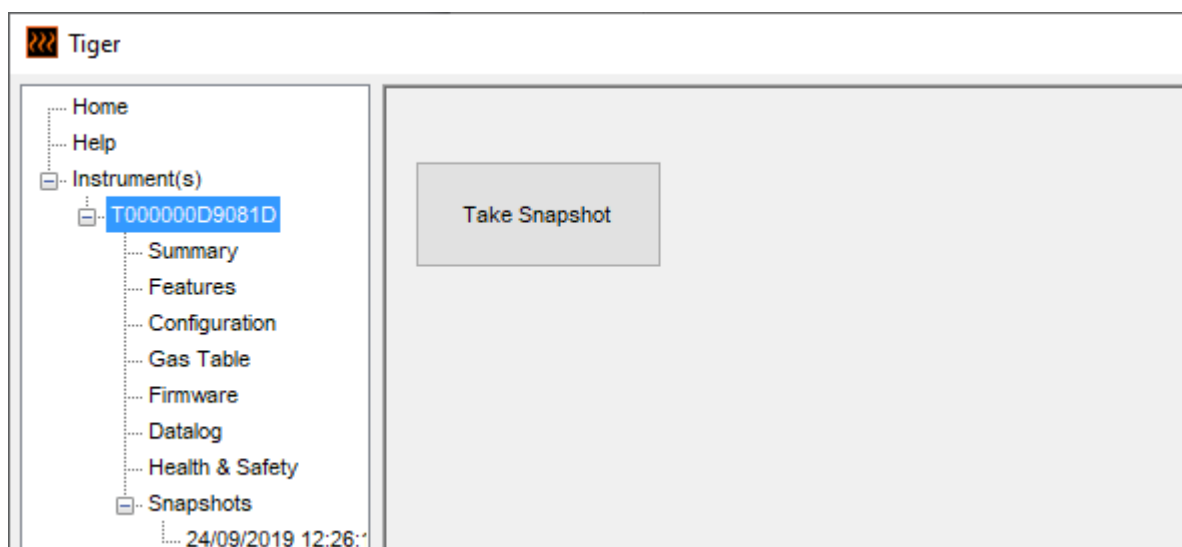 Tiger
Home
Help
Instrument(s)
T000000D9081D
Take Snapshot
Summary
Features
Configuration
Gas Table
Firmware
Datalog
Health & Safety
Snapshots
24/09/2019 12:26: